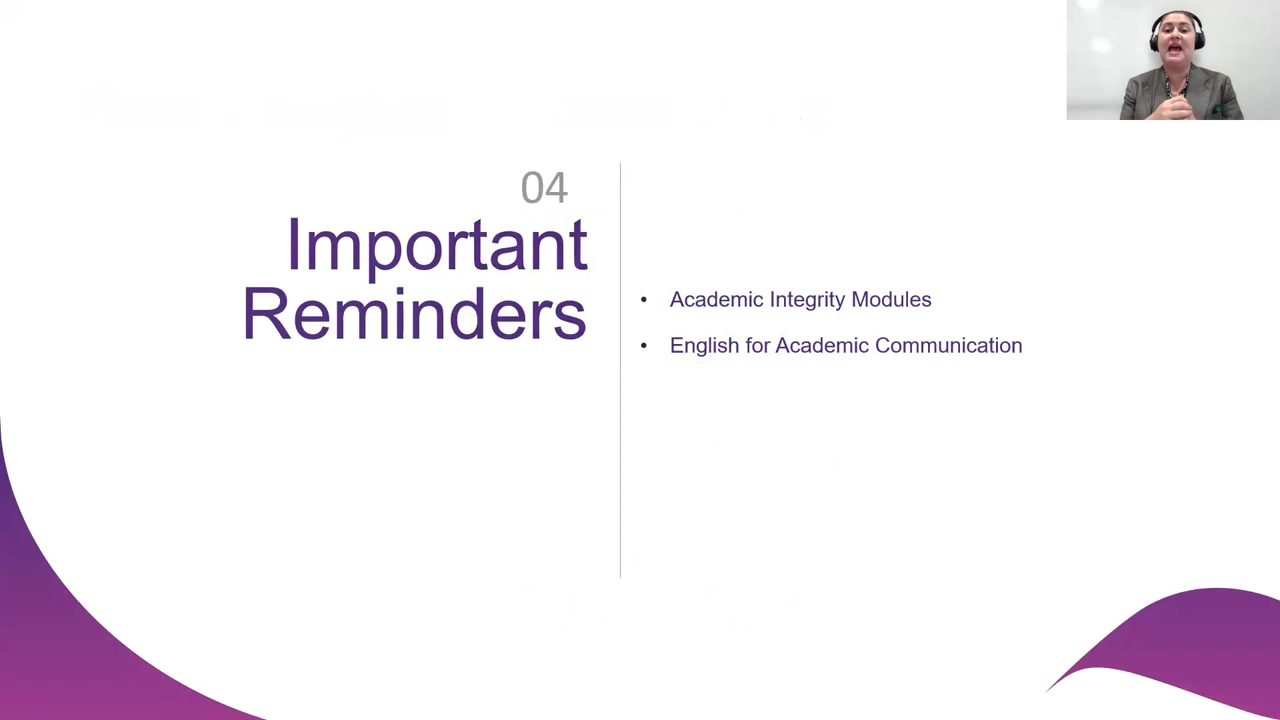 04
Important
Reminders
• Academic Integrity Modules
• English for Academic Communication